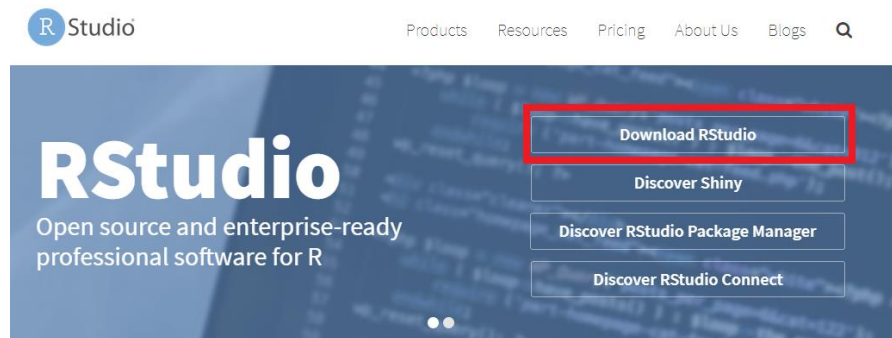 R Studio
Products Resources Pricing About Us Blogs
RStudio
Open source and enterprise-ready
professional software for R
Download RStudio
Discover Shiny
Discover RStudio Package Manager
Discover RStudio Connect